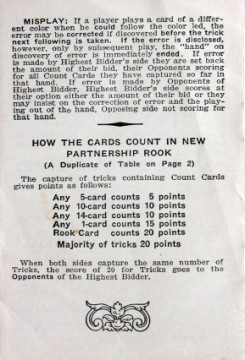 MISPLAY: If a player plays a card of a differ-
ent color when he could follow the color led, the
error may be corrected if discovered before the trick
next following is taken. If the error is disclosed,
however, only by subsequent play, the "hand" on
discovery of error is immediately ended. If error
is made by Highest Bidder's side they are set back
the amount of their bid, their Opponents scoring
for all Count Cards they have captured so far in
that hand. If error is made by Opponents of
Highest Bidder, Highest Bidder's side scores at
their option either the amount of their bid or they
may insist on the correction of error and the play-
ing out of the hand, Opposing side not scoring for
that hand.
HOW THE CARDS COUNT IN NEW
PARTNERSHIP ROOK
(A Duplicate of Table on Page 2)
The capture of tricks containing Count Cards
gives points as follows:
Any 5-card counts 5 points
Any 10-card counts 10 points
Any 14-card counts 10 points
Any 1-card counts 15 points
Rook Card counts 20 points
Majority of tricks 20 points
When both sides capture the same number of
Tricks, the score of 20 for Tricks goes to the
Opponents of the Highest Bidder.